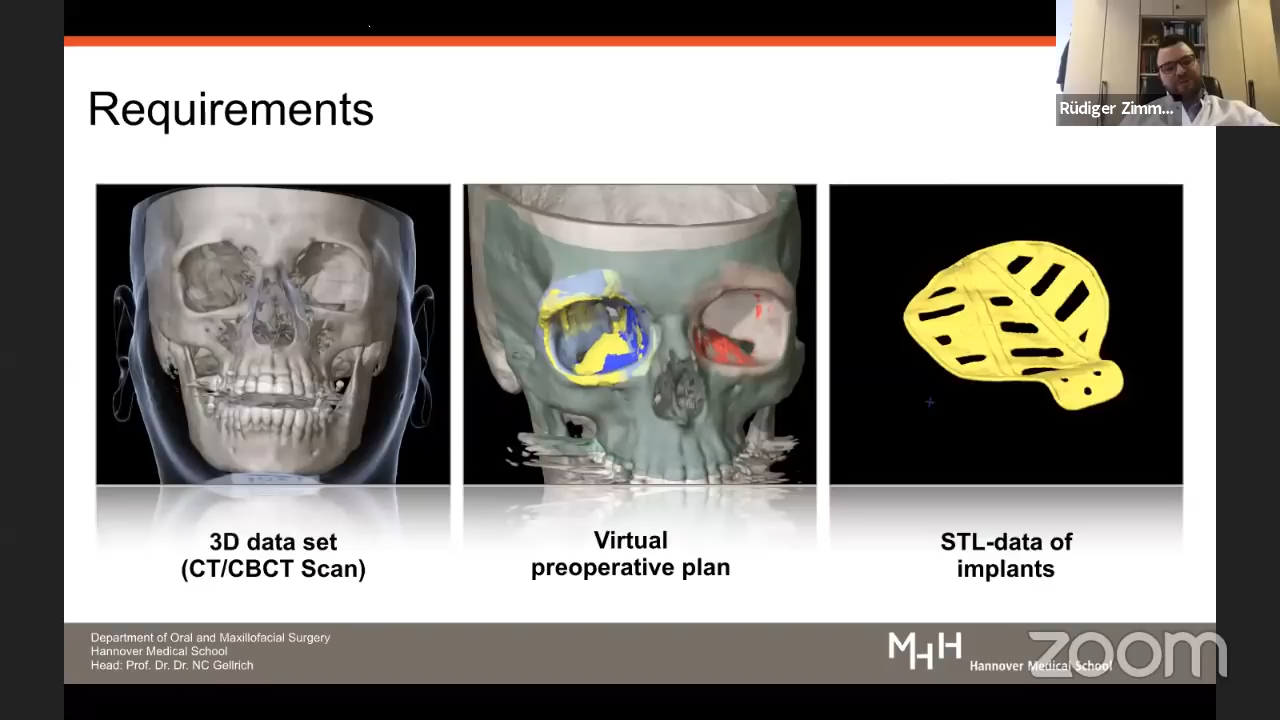 Requirements
Rüdiger Zimm...
3D data set
(CT/CBCT Scan)
Virtual
preoperative plan
STL-data of
implants
Department of Oral and Maxillofacial Surgery
Hannover Medical School
Head: Prof. Dr. Dr. NC Gellrich
MHH
Hannover Medical School
zoom